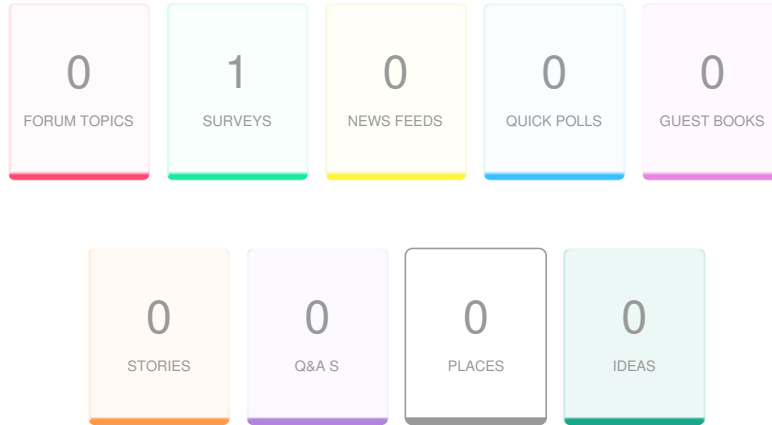 0 1 0 0 0
FORUM TOPICS SURVEYS NEWS FEEDS QUICK POLLS GUEST BOOKS
0 0 0 0
STORIES Q&A S PLACES IDEAS